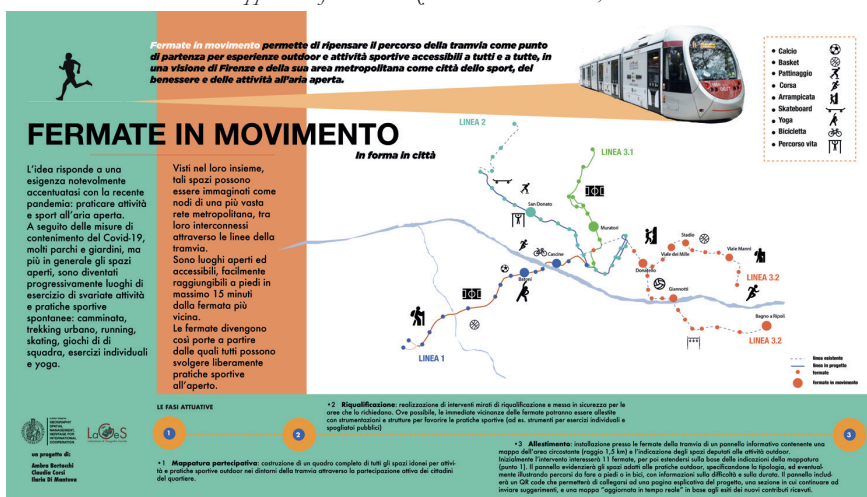 Fermate in movimento permette di ripensare il percorso della tramvia come punto
di partenza per esperienze outdoor e attività sportive accessibili a tutti e a tutte, in
una visione di Firenze e della sua area metropolitana come città dello sport, del
benessere e delle attività all'aria aperta.
• Calcio
• Basket
• Pattinaggio
• Corsa
• Arrampicata
• Skateboard
• Yoga
• Bicicletta
• Percorso vita
FERMATE IN MOVIMENTO
In forma in città
L'idea risponde a una
esigenza notevolmente
accentuatasi con la recente
pandemia: praticare attività
e sport all'aria aperta.
A seguito delle misure di
contenimento del Covid-19,
molti parchi e giardini, ma
più in generale gli spazi
aperti, sono diventati
progressivamente luoghi di
esercizio di svariate attività
e pratiche sportive
spontanee: camminata,
trekking urbano, running,
skating, giochi di di
squadra, esercizi individuali
e yoga.
Visti nel loro insieme,
tali spazi possono
essere immaginati come
nodi di una più vasta
rete metropolitana, tra
loro interconnessi
attraverso le linee della
tramvia.
Sono luoghi aperti ed
accessibili, facilmente
raggiungibili a piedi in
massimo 15 minuti
dalla fermata più
vicina.
Le fermate divengono
così porte a partire
dalle quali tutti possono
svolgere liberamente
pratiche sportive
all'aperto.
LINEA 2
LINEA 3.1
San Donato
Muratori
Stadio
Viale dei Mille
Viale Manni
Cascine
Batoni
Donatello
LINEA 3.2
Giannotti
Bagno a Ripoli
LINEA 1
LINEA 3.2
linea esistente
linea in progetto
fermate
fermate in movimento
LE FASI ATTUATIVE
1
2
3
•1 Mappatura partecipativa: costruzione di un quadro completo di tutti gli spazi idonei per attivi-
tà e pratiche sportive outdoor nei dintorni della tramvia attraverso la partecipazione attiva dei cittadini
del quartiere.
•2 Riqualificazione: realizzazione di interventi mirati di riqualificazione e messa in sicurezza per le
aree che lo richiedano. Ove possibile, le immediate vicinanze delle fermate potranno essere allestite
con strumentazioni e strutture per favorire le pratiche sportive (ad es. strumenti per esercizi individuali e
spogliatoi pubblici)
•3 Allestimento: installazione presso le fermate della tramvia di un pannello informativo contenente una
mappa dell'area circostante (raggio 1,5 km) e l'indicazione degli spazi deputati alle attività outdoor.
Inizialmente l'intervento interesserà 11 fermate, per poi estendersi sulla base delle indicazioni della mappatura
(punto 1). Il pannello evidenzierà gli spazi adatti alle pratiche outdoor, specificandone la tipologia, ed eventual-
mente illustrando percorsi da fare a piedi o in bici, con informazioni sulla difficoltà e sulla durata. Il pannello includ-
erà un QR code che permetterà di collegarsi ad una pagina esplicativa del progetto, una sezione in cui continuare ad
inviare suggerimenti, e una mappa "aggiornata in tempo reale" in base agli esiti dei nuovi contributi ricevuti.
GEOGRAPHY
SPATIAL
MANAGEMENT,
HERITAGE FOR
INTERNATIONAL
COOPERATION
LaGeS
un progetto di:
Ambra Bertocchi
Claudia Corsi
Ilaria Di Mantova